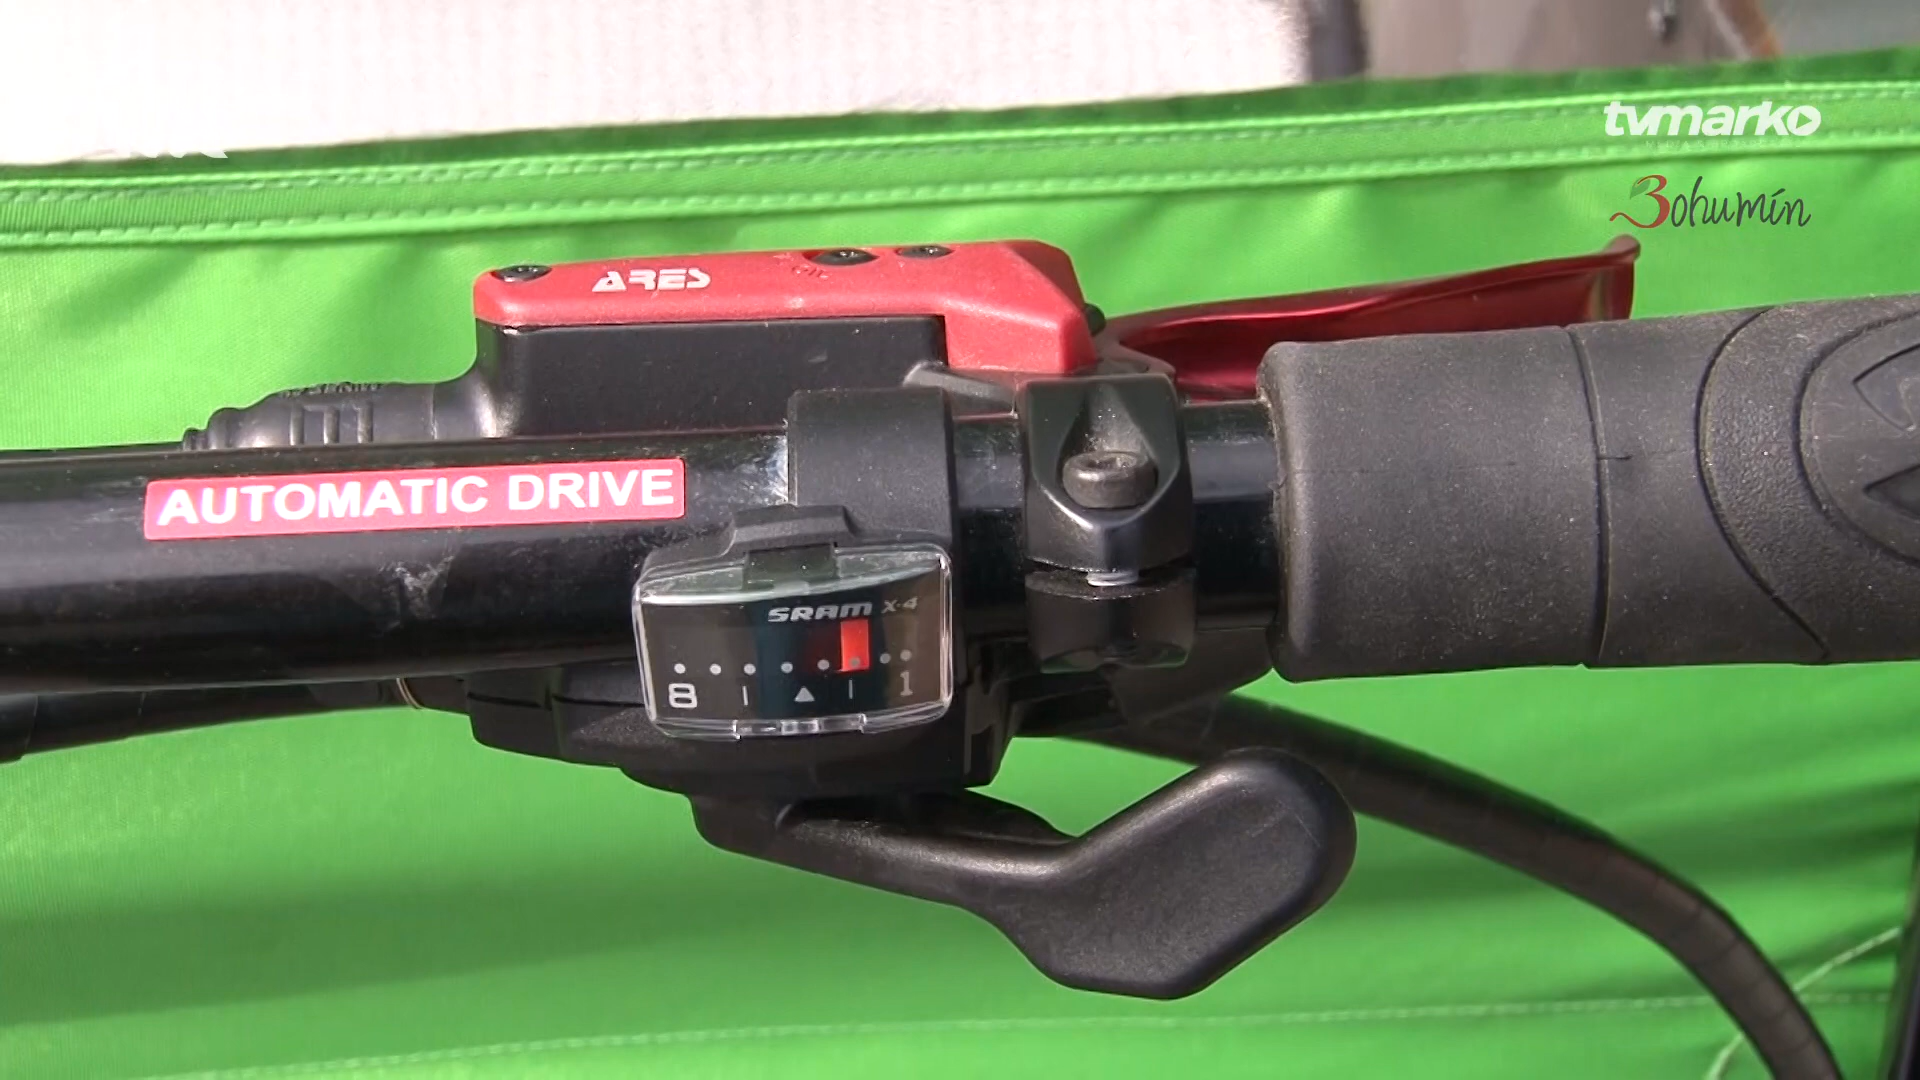 tvmarko
Bohumín
ARES
AUTOMATIC DRIVE
SRAM X-4
8 1